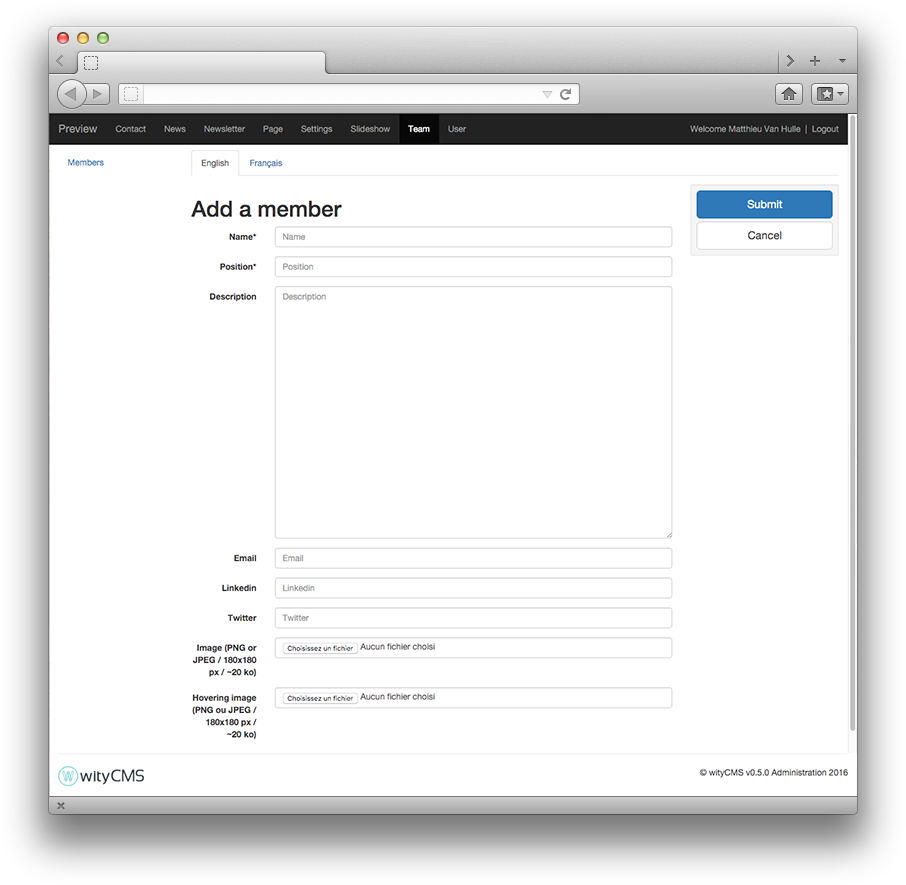 Preview Contact News Newsletter Page Settings Slideshow Team User Welcome Matthieu Van Hulle | Logout
Members
English Français
Submit
Cancel
Add a member
Name* Name
Position* Position
Description Description
Email Email
Linkedin Linkedin
Twitter Twitter
Image (PNG or
JPEG / 180x180
px / ~20 ko)
Choisissez un fichier Aucun fichier choisi
Hovering image
(PNG ou JPEG /
180x180 px /
~20 ko)
Choisissez un fichier Aucun fichier choisi
W wityCMS
© wityCMS v0.5.0 Administration 2016